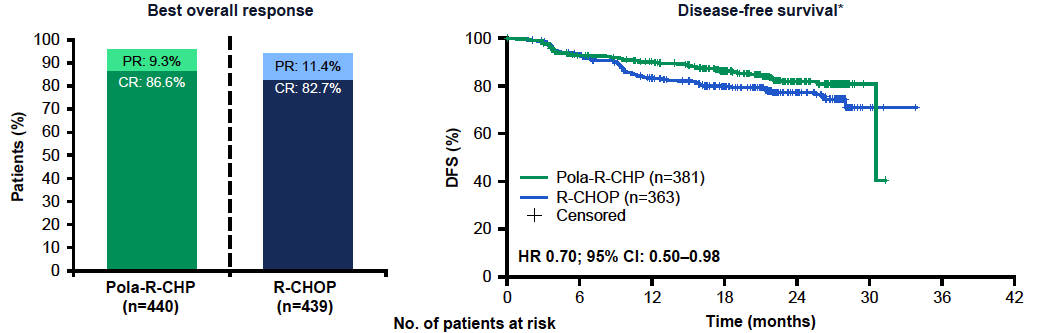 Best overall response
Patients (%)
100
90
80
70
60
50
40
30
20
10
0
PR: 9.3%
CR: 86.6%
PR: 11.4%
CR: 82.7%
Pola-R-CHP
(n=440)
R-CHOP
(n=439)
Disease-free survival*
DFS (%)
100
80
60
80
40
20
0
Pola-R-CHP (n=381)
R-CHOP (n=363)
Censored
HR 0.70; 95% CI: 0.50–0.98
0 6 12 18 24 30 36 42
No. of patients at risk
Time (months)